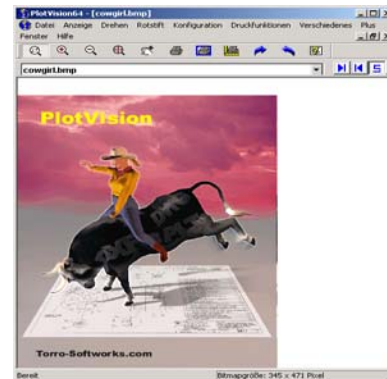 PlotVision64 - [cowgirl.bmp]
Datei Anzeige Drehen Rotstift Konfiguration Druckfunktionen Verschiedenes Plus
Fenster Hilfe
cowgirl.bmp
PlotVision
Torro-Softworks.com
Bereit
Bitmapgröße: 345 x 471 Pixel